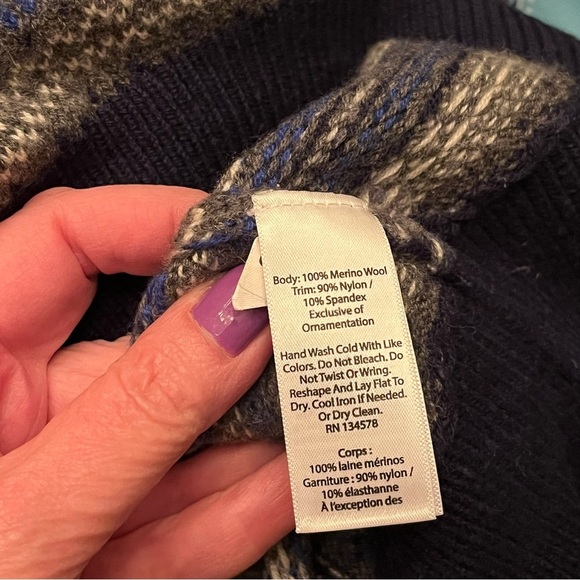 Body: 100% Merino Wool
Trim: 90% Nylon /
10% Spandex
Exclusive of
Ornamentation
Hand Wash Cold With Like
Colors. Do Not Bleach. Do
Not Twist Or Wring.
Reshape And Lay Flat To
Dry. Cool Iron If Needed.
Or Dry Clean.
RN 134578
Corps :
100% laine mérinos
Garniture : 90% nylon /
10% élasthanne
À l'exception des